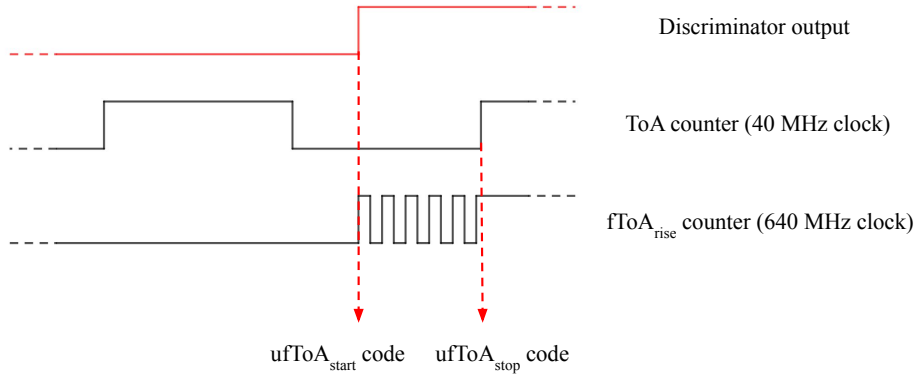 Discriminator output
ToA counter (40 MHz clock)
fToA_rise counter (640 MHz clock)
ufToA_start code
ufToA_stop code